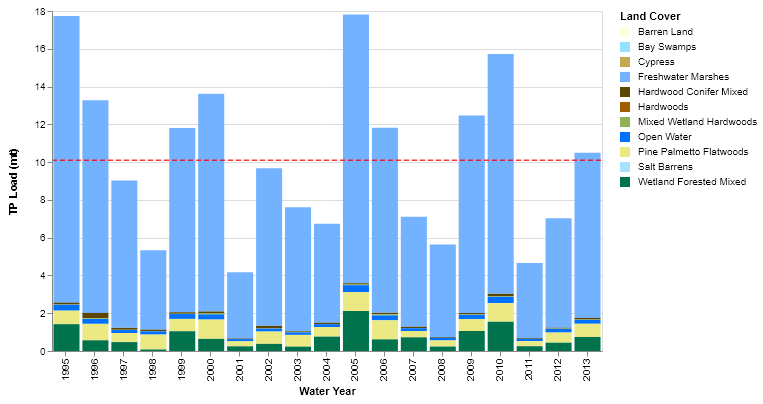 18
16
14
12
10
8
6
4
2
0
TP Load (mt)
1995 1996 1997 1998 1999 2000 2001 2002 2003 2004 2005 2006 2007 2008 2009 2010 2011 2012 2013
Water Year
Land Cover
Barren Land
Bay Swamps
Cypress
Freshwater Marshes
Hardwood Conifer Mixed
Hardwoods
Mixed Wetland Hardwoods
Open Water
Pine Palmetto Flatwoods
Salt Barrens
Wetland Forested Mixed